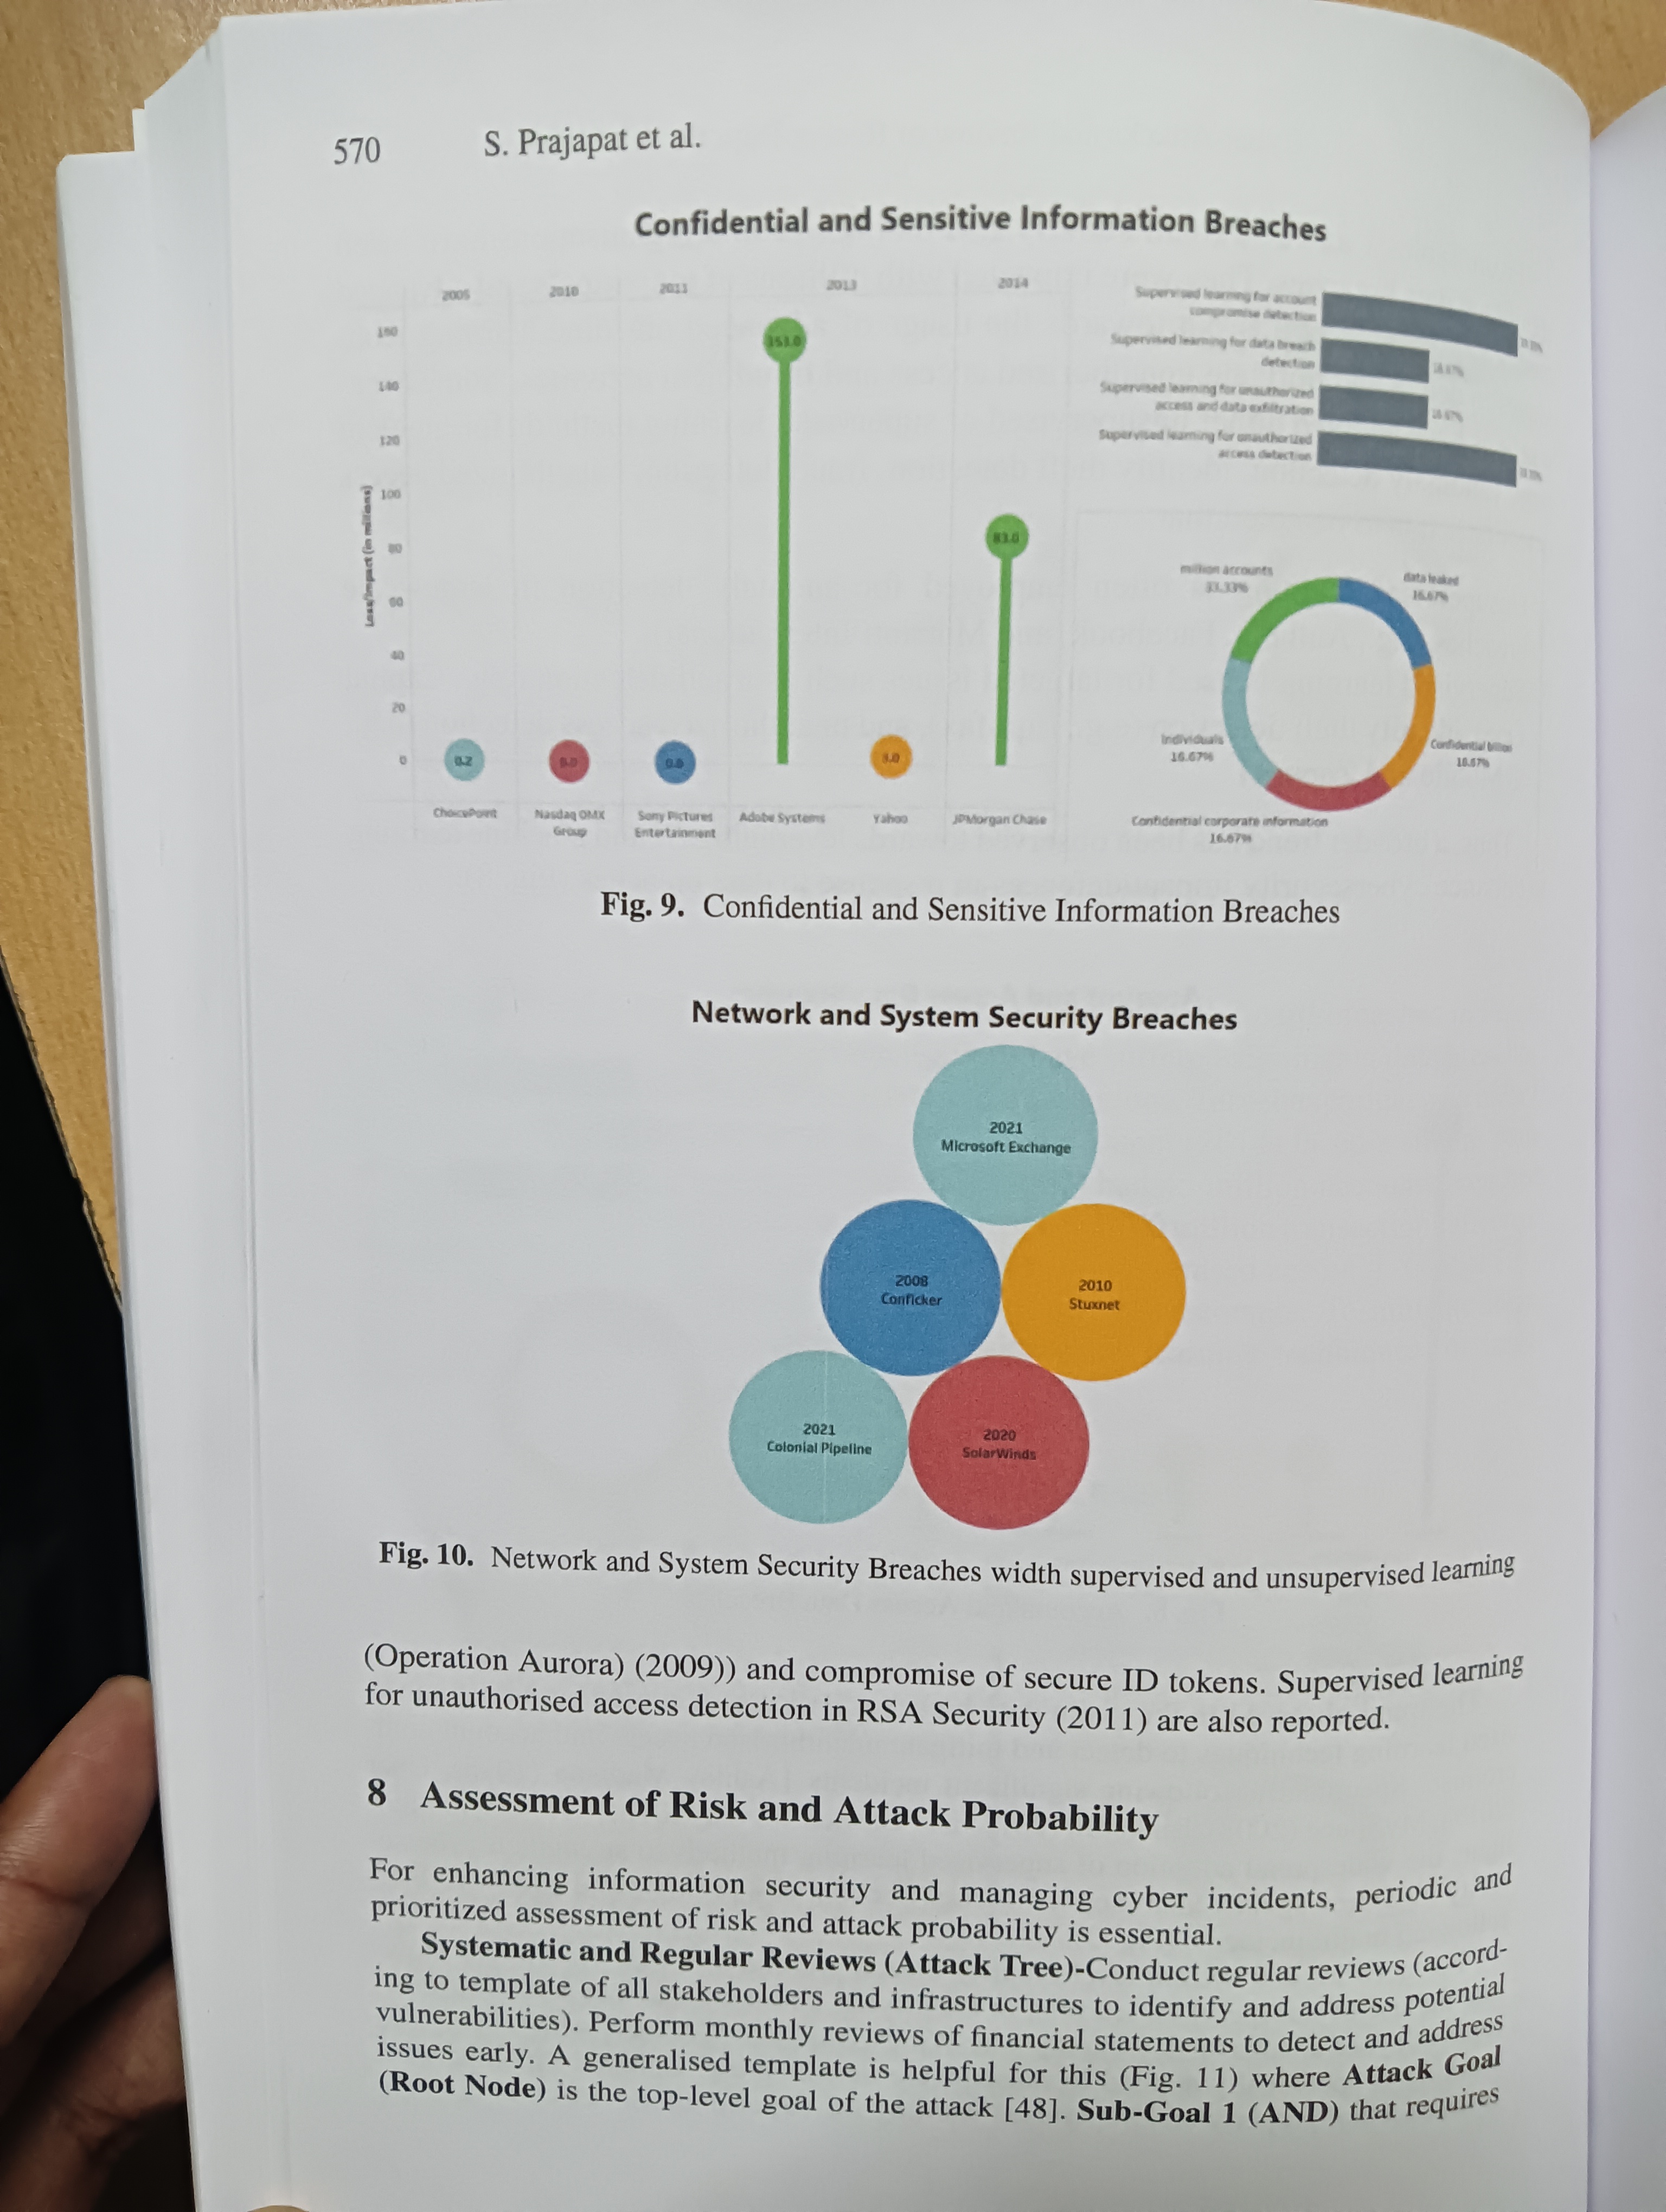 570 S. Prajapat et al.
Confidential and Sensitive Information Breaches
2005 2010 2011 2013 2014
Loss/Impact (in millions)
160
140
120
100
80
60
40
20
0
153.0
83.0
0.2 0.0 0.0 3.0
ChoicePoint
Nasdaq OMX
Group
Sony Pictures
Entertainment
Adobe Systems
Yahoo
JPMorgan Chase
Supervised learning for account
compromise detection
Supervised learning for data breach
detection
16.67%
Supervised learning for unauthorized
access and data exfiltration
16.67%
Supervised learning for unauthorized
access detection
million accounts
33.33%
data leaked
16.67%
Individuals
16.67%
Confidential billion
16.67%
Confidential corporate information
16.67%
Fig. 9. Confidential and Sensitive Information Breaches
Network and System Security Breaches
2021
Microsoft Exchange
2008
Conficker
2010
Stuxnet
2021
Colonial Pipeline
2020
SolarWinds
Fig. 10. Network and System Security Breaches width supervised and unsupervised learning
(Operation Aurora) (2009)) and compromise of secure ID tokens. Supervised learning
for unauthorised access detection in RSA Security (2011) are also reported.
8 Assessment of Risk and Attack Probability
For enhancing information security and managing cyber incidents, periodic and
prioritized assessment of risk and attack probability is essential.
Systematic and Regular Reviews (Attack Tree)-Conduct regular reviews (accord-
ing to template of all stakeholders and infrastructures to identify and address potential
vulnerabilities). Perform monthly reviews of financial statements to detect and address
issues early. A generalised template is helpful for this (Fig. 11) where Attack Goal
(Root Node) is the top-level goal of the attack [48]. Sub-Goal 1 (AND) that requires